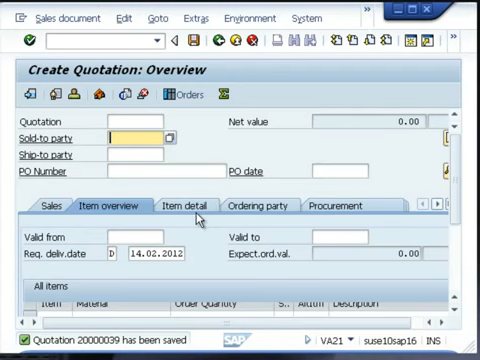 Sales document Edit Goto Extras Environment System »
»
Create Quotation: Overview
Orders
Quotation Net value 0.00
Sold-to party
Ship-to party
PO Number PO date
Sales Item overview Item detail Ordering party Procurement
Valid from Valid to
Req. deliv.date D 14.02.2012 Expect.ord.val. 0.00
All items
Item Material Order Quantity S.. AltItm Description
Quotation 20000039 has been saved SAP VA21 suse10sap16 INS